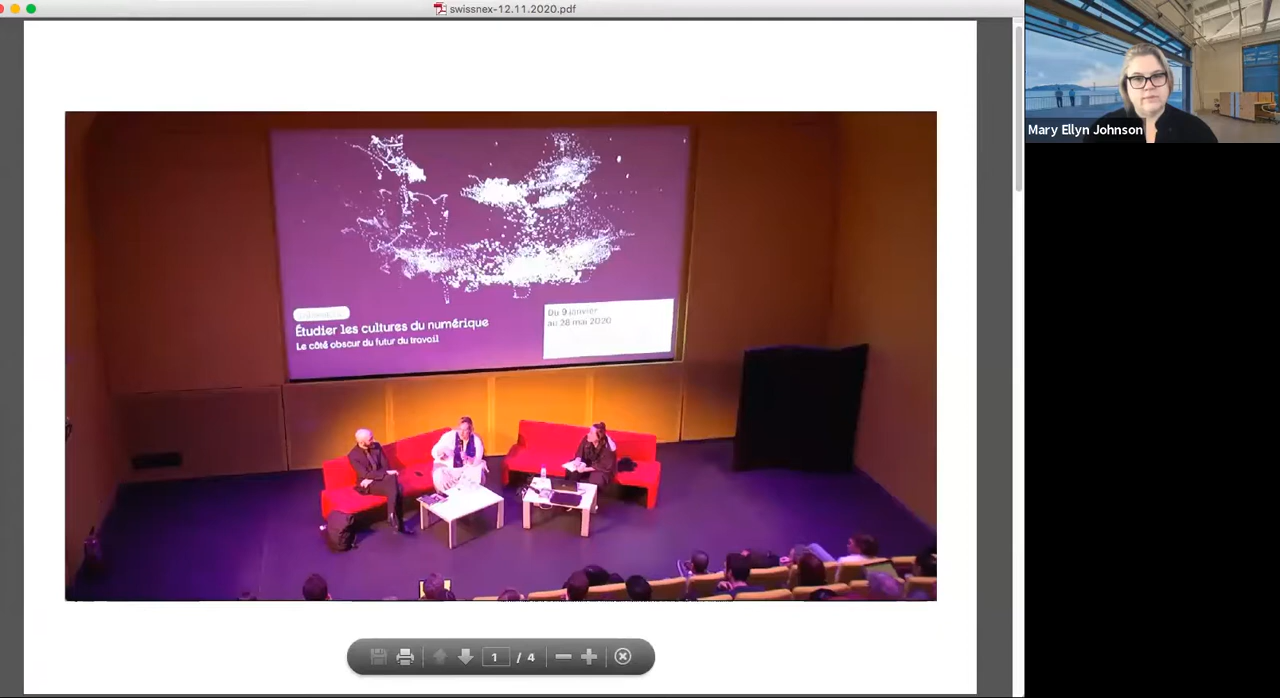 swissnex-12.11.2020.pdf
Mary Ellyn Johnson
Étudier les cultures du numérique
Le côté obscur du futur du travail
Du 9 janvier
au 28 mai 2020
1 / 4